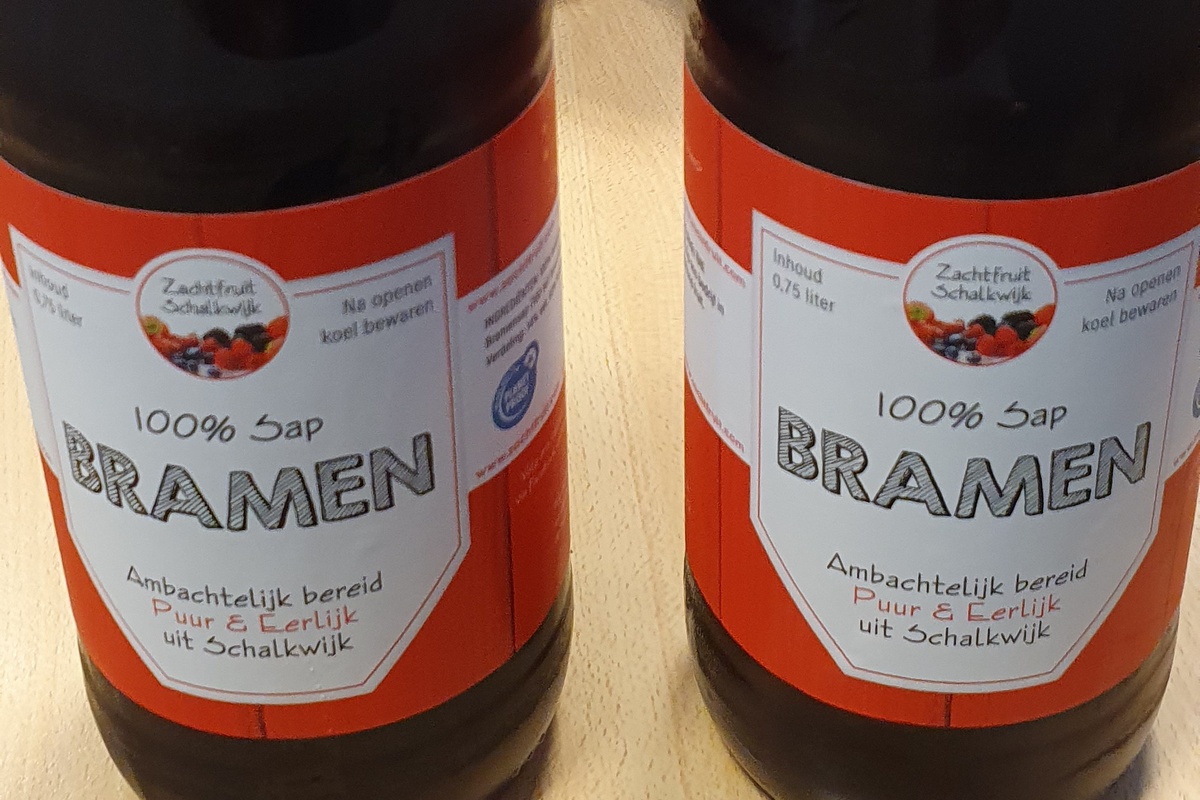 Inhoud
0,75 liter
Zachtfruit
Schalkwijk
Na openen
koel bewaren
100% Sap
BRAMEN
Ambachtelijk bereid
Puur & Eerlijk
uit Schalkwijk
INGREDIENTEN
Inhoud
0,75 liter
Zachtfruit
Schalkwijk
Na openen
koel bewaren
100% Sap
BRAMEN
Ambachtelijk bereid
Puur & Eerlijk
uit Schalkwijk